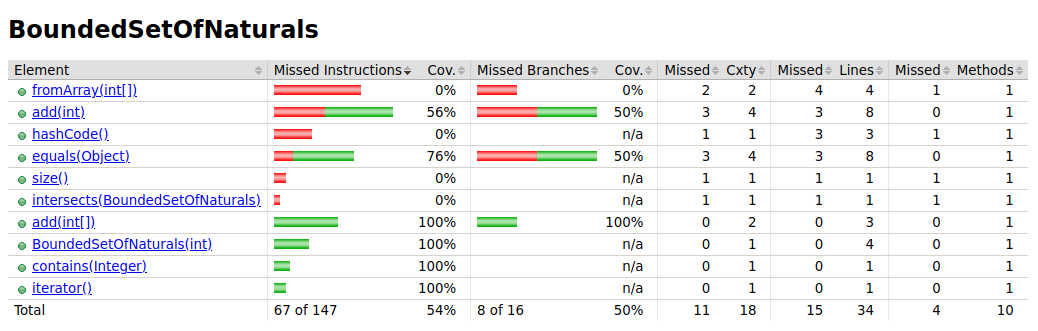 BoundedSetOfNaturals
Element Missed Instructions Cov. Missed Branches Cov. Missed Cxty Missed Lines Missed Methods
fromArray(int[]) 0% 0% 2 2 4 4 1 1
add(int) 56% 50% 3 4 3 8 0 1
hashCode() 0% n/a 1 1 3 3 1 1
equals(Object) 76% 50% 3 4 3 8 0 1
size() 0% n/a 1 1 1 1 1 1
intersects(BoundedSetOfNaturals) 0% n/a 1 1 1 1 1 1
add(int[]) 100% 100% 0 2 0 3 0 1
BoundedSetOfNaturals(int) 100% n/a 0 1 0 4 0 1
contains(Integer) 100% n/a 0 1 0 1 0 1
iterator() 100% n/a 0 1 0 1 0 1
Total 67 of 147 54% 8 of 16 50% 11 18 15 34 4 10